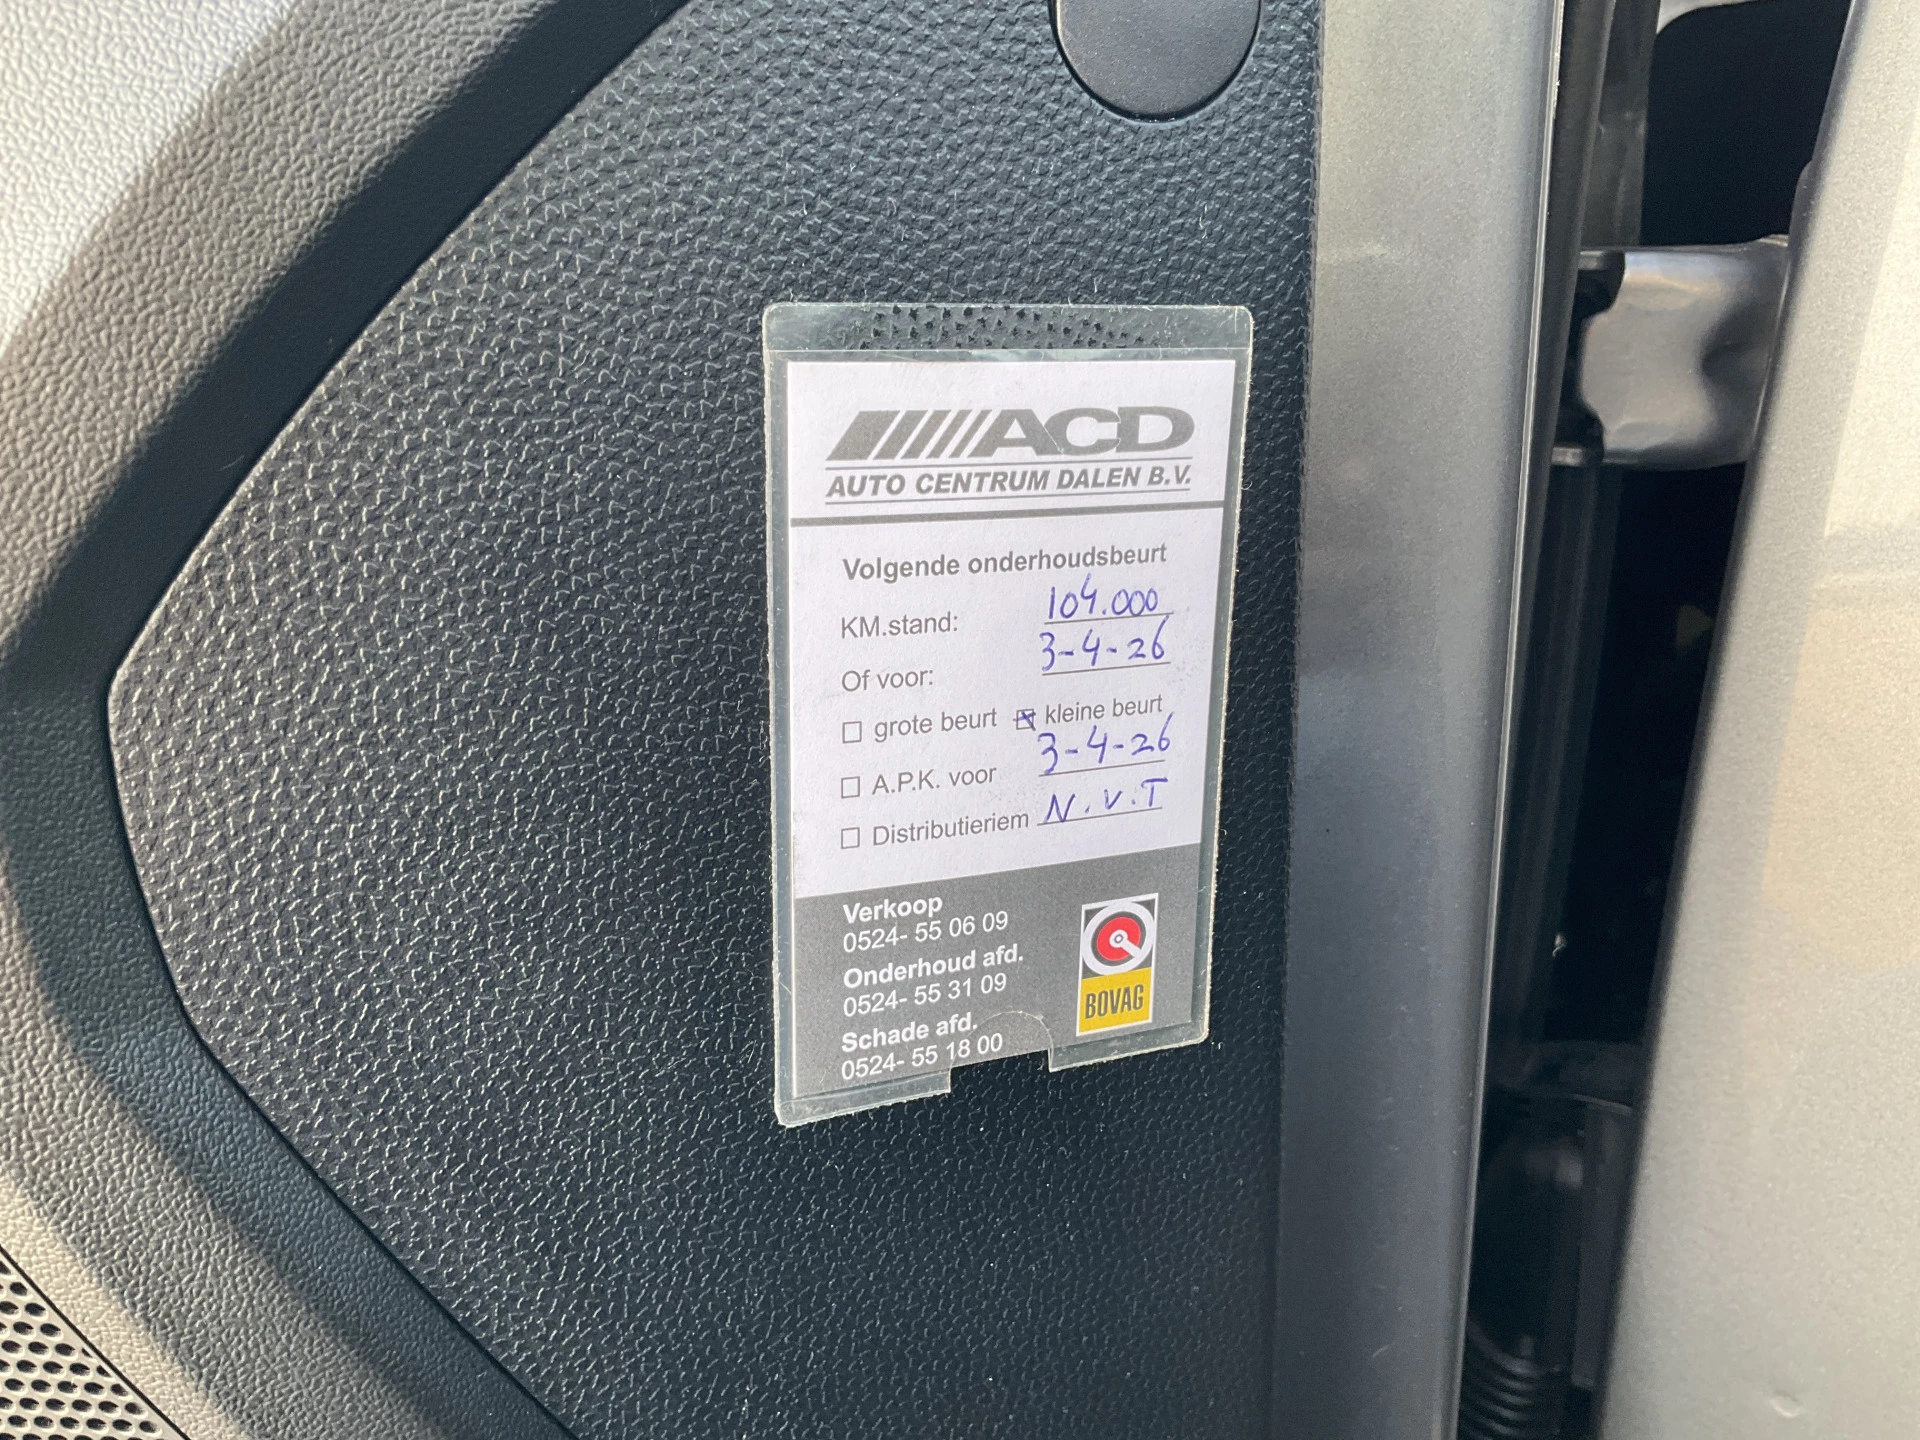 ACD
AUTO CENTRUM DALEN B.V.
Volgende onderhoudsbeurt
KM.stand: 104.000
Of voor: 3-4-26
☐ grote beurt ☒ kleine beurt
☐ A.P.K. voor 3-4-26
☐ Distributieriem N.V.T
Verkoop
0524- 55 06 09
Onderhoud afd.
0524- 55 31 09
Schade afd.
0524- 55 18 00
BOVAG